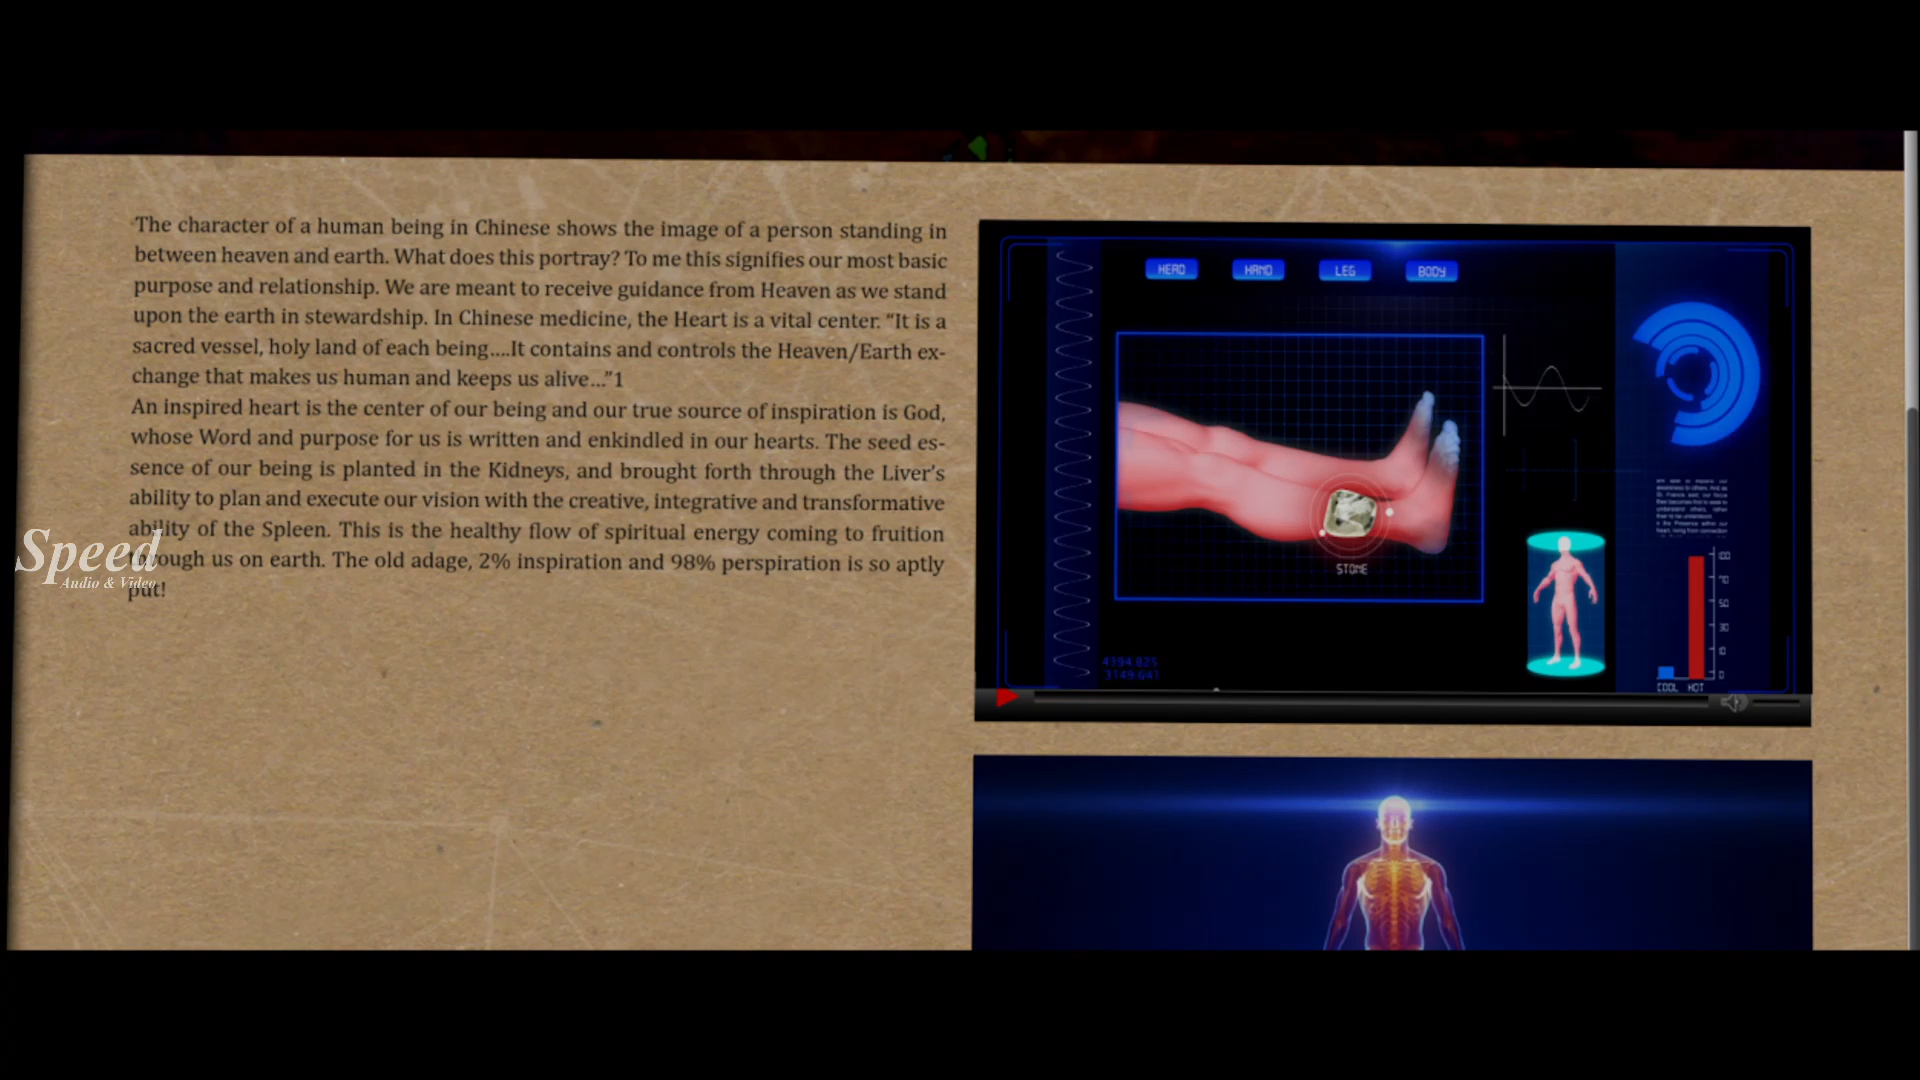 The character of a human being in Chinese shows the image of a person standing in
between heaven and earth. What does this portray? To me this signifies our most basic
purpose and relationship. We are meant to receive guidance from Heaven as we stand
upon the earth in stewardship. In Chinese medicine, the Heart is a vital center. “It is a
sacred vessel, holy land of each being....It contains and controls the Heaven/Earth ex-
change that makes us human and keeps us alive...”1
An inspired heart is the center of our being and our true source of inspiration is God,
whose Word and purpose for us is written and enkindled in our hearts. The seed es-
sence of our being is planted in the Kidneys, and brought forth through the Liver’s
ability to plan and execute our vision with the creative, integrative and transformative
ability of the Spleen. This is the healthy flow of spiritual energy coming to fruition
through us on earth. The old adage, 2% inspiration and 98% perspiration is so aptly
put!
Speed
Audio & Video
HEAD HAND LEG BODY
STONE
4394.825
3749.641
COOL HOT